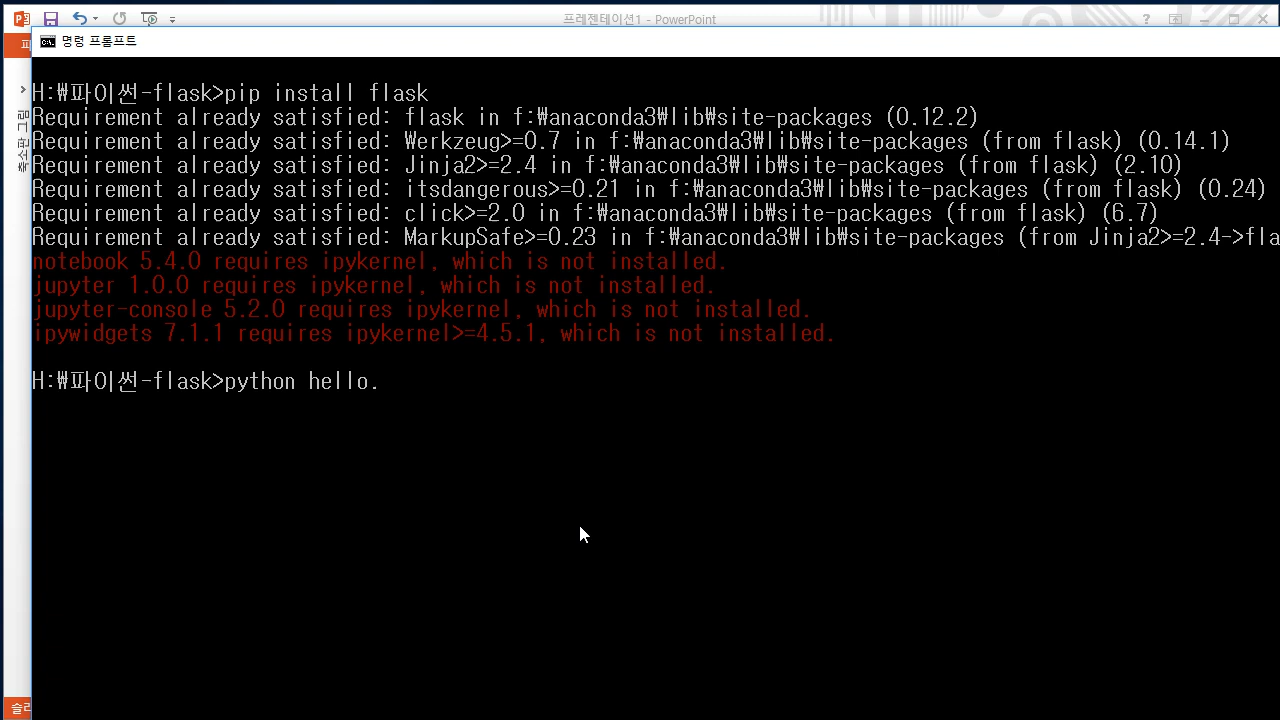 프레젠테이션1 - PowerPoint
명령 프롬프트
H:\파이썬-flask>pip install flask
Requirement already satisfied: flask in f:\anaconda3\lib\site-packages (0.12.2)
Requirement already satisfied: Werkzeug>=0.7 in f:\anaconda3\lib\site-packages (from flask) (0.14.1)
Requirement already satisfied: Jinja2>=2.4 in f:\anaconda3\lib\site-packages (from flask) (2.10)
Requirement already satisfied: itsdangerous>=0.21 in f:\anaconda3\lib\site-packages (from flask) (0.24)
Requirement already satisfied: click>=2.0 in f:\anaconda3\lib\site-packages (from flask) (6.7)
Requirement already satisfied: MarkupSafe>=0.23 in f:\anaconda3\lib\site-packages (from Jinja2>=2.4->fla
notebook 5.4.0 requires ipykernel, which is not installed.
jupyter 1.0.0 requires ipykernel, which is not installed.
jupyter-console 5.2.0 requires ipykernel, which is not installed.
ipywidgets 7.1.1 requires ipykernel>=4.5.1, which is not installed.
H:\파이썬-flask>python hello.
축소판 그림